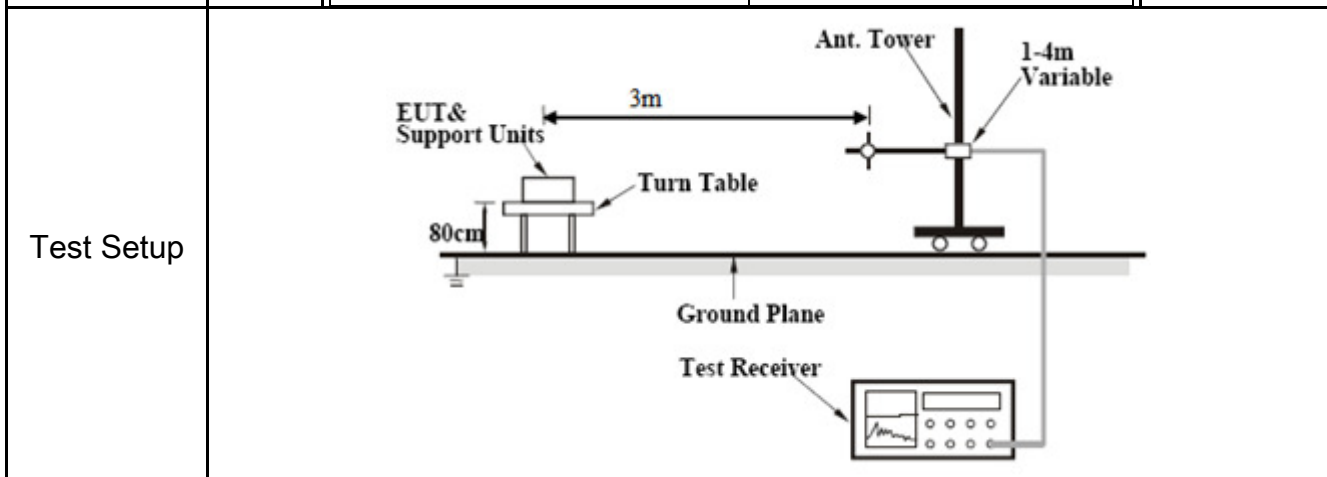 Test Setup
Ant. Tower
1-4m
Variable
3m
EUT&
Support Units
Turn Table
80cm
Ground Plane
Test Receiver